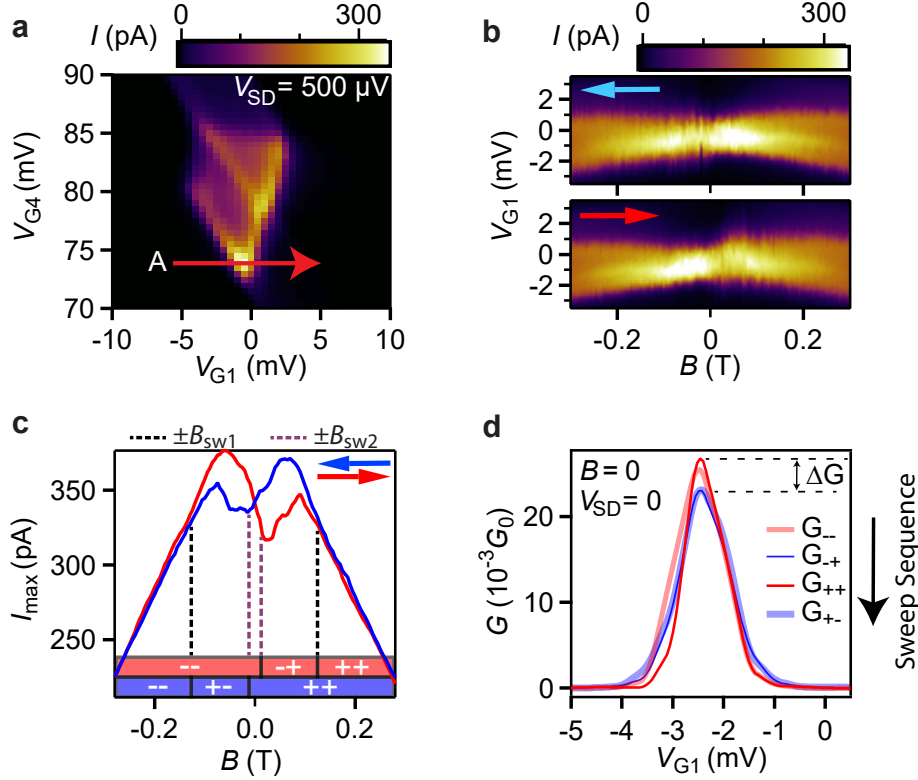 a
I (pA)
0
300
V_SD = 500 µV
90
85
80
75
70
V_G4 (mV)
A
-10
-5
0
5
10
V_G1 (mV)
b
I (pA)
0
300
2
0
-2
2
0
-2
V_G1 (mV)
-0.2
0
0.2
B (T)
c
±B_sw1
±B_sw2
350
300
250
I_max (pA)
-- -+ ++
-- +- ++
-0.2
0.0
0.2
B (T)
d
B = 0
V_SD = 0
ΔG
20
10
0
G (10⁻³G₀)
G_--
G_-+
G_++
G_+-
Sweep Sequence
-5
-4
-3
-2
-1
0
V_G1 (mV)